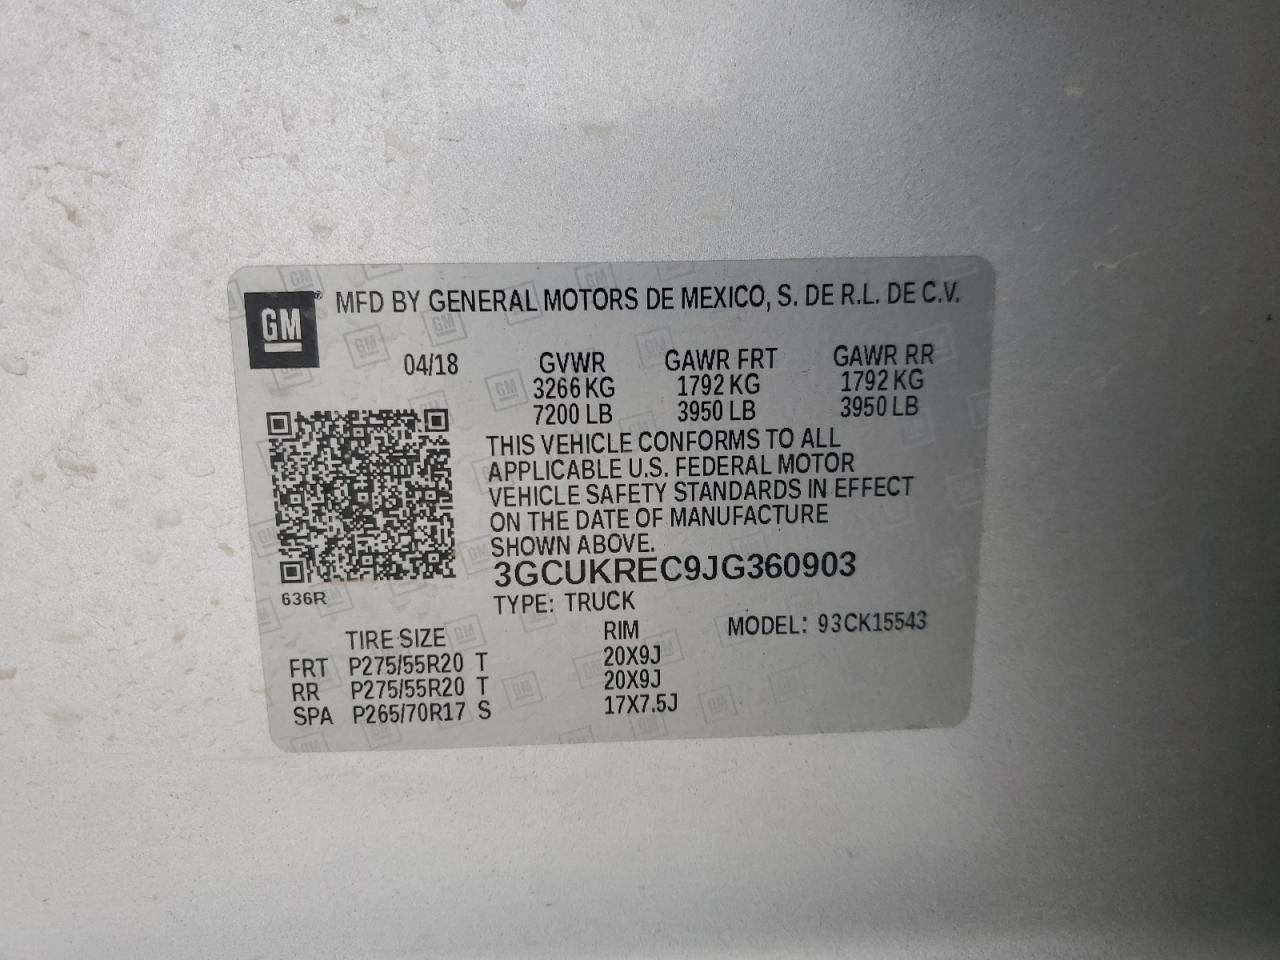 GM
MFD BY GENERAL MOTORS DE MEXICO, S. DE R.L. DE C.V.
04/18 GVWR GAWR FRT GAWR RR
3266 KG 1792 KG 1792 KG
7200 LB 3950 LB 3950 LB
THIS VEHICLE CONFORMS TO ALL
APPLICABLE U.S. FEDERAL MOTOR
VEHICLE SAFETY STANDARDS IN EFFECT
ON THE DATE OF MANUFACTURE
SHOWN ABOVE.
3GCUKREC9JG360903
636R
TYPE: TRUCK
TIRE SIZE RIM MODEL: 93CK15543
FRT P275/55R20 T 20X9J
RR P275/55R20 T 20X9J
SPA P265/70R17 S 17X7.5J